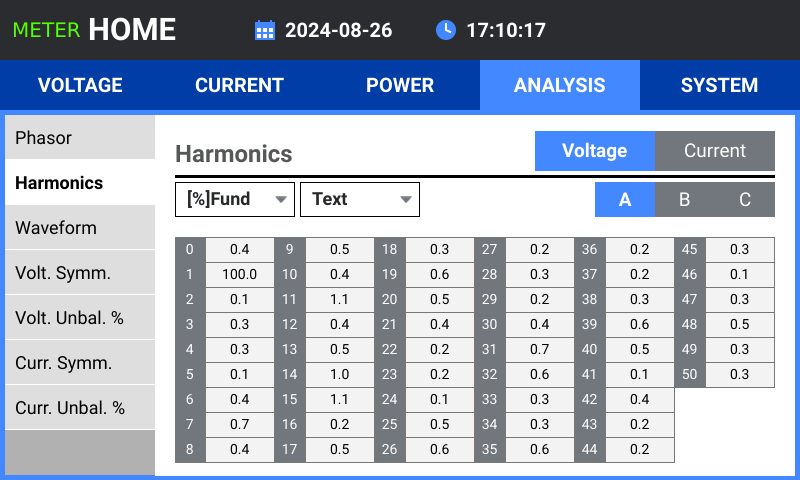 METER HOME 2024-08-26 17:10:17
VOLTAGE CURRENT POWER ANALYSIS SYSTEM
Phasor
Harmonics
Waveform
Volt. Symm.
Volt. Unbal. %
Curr. Symm.
Curr. Unbal. %
Harmonics Voltage Current
[%]Fund Text A B C
0 0.4 9 0.5 18 0.3 27 0.2 36 0.2 45 0.3
1 100.0 10 0.4 19 0.6 28 0.3 37 0.2 46 0.1
2 0.1 11 1.1 20 0.5 29 0.2 38 0.3 47 0.3
3 0.3 12 0.4 21 0.4 30 0.4 39 0.6 48 0.5
4 0.3 13 0.5 22 0.2 31 0.7 40 0.5 49 0.3
5 0.1 14 1.0 23 0.2 32 0.6 41 0.1 50 0.3
6 0.4 15 1.1 24 0.1 33 0.3 42 0.4
7 0.7 16 0.2 25 0.5 34 0.3 43 0.2
8 0.4 17 0.5 26 0.6 35 0.6 44 0.2